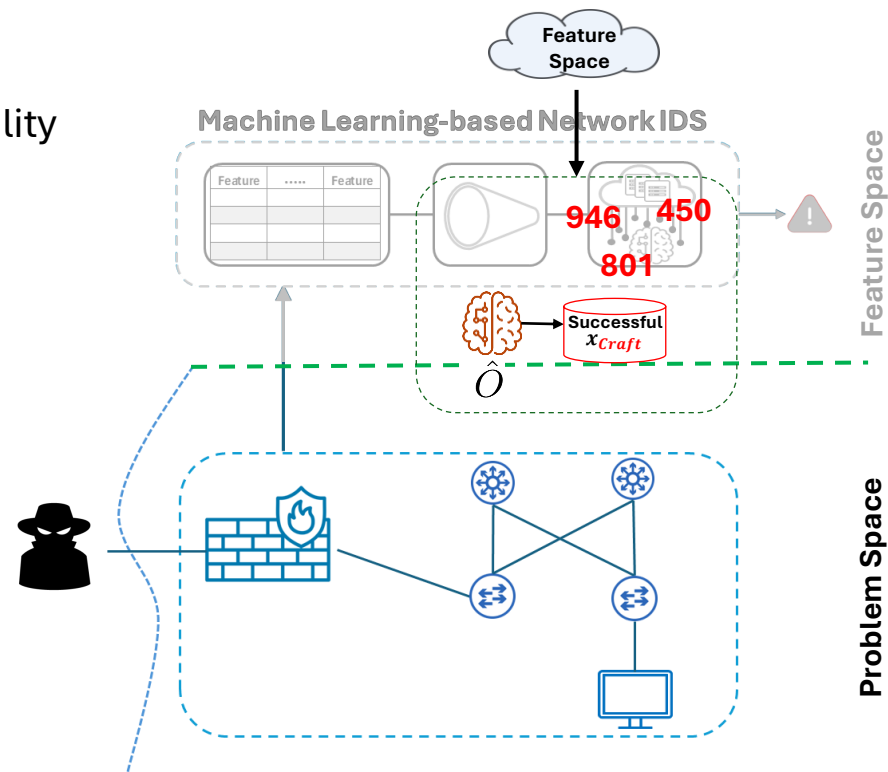 Feature
Space
lity
Machine Learning-based Network IDS
Feature ..... Feature
946 450
801
Successful
x_Craft
Ô
Feature Space
Problem Space